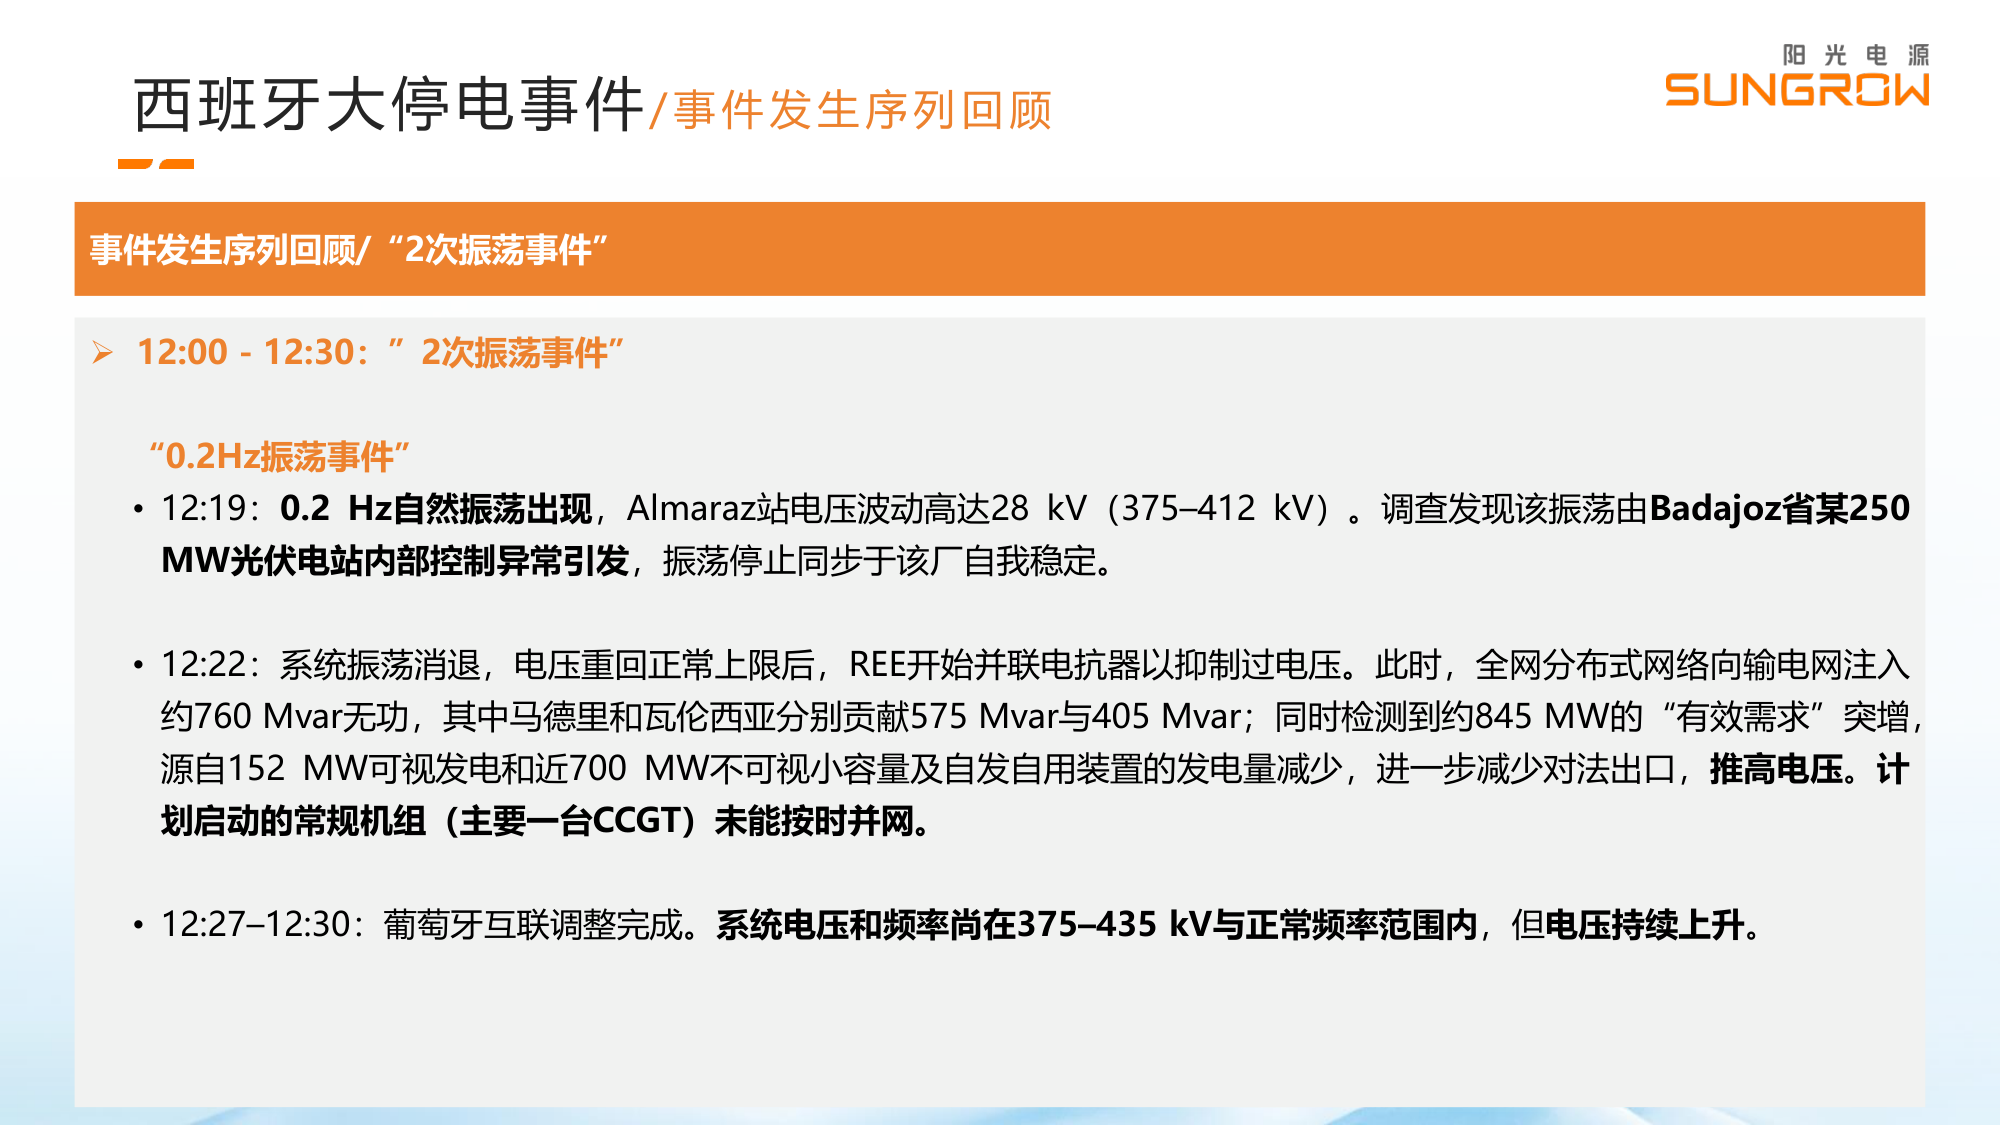 西班牙大停电事件/事件发生序列回顾
阳光电源
SUNGROW
事件发生序列回顾/“2次振荡事件”
➢ 12:00 - 12:30：”2次振荡事件”
“0.2Hz振荡事件”
• 12:19：0.2 Hz自然振荡出现，Almaraz站电压波动高达28 kV（375–412 kV）。调查发现该振荡由Badajoz省某250
MW光伏电站内部控制异常引发，振荡停止同步于该厂自我稳定。
• 12:22：系统振荡消退，电压重回正常上限后，REE开始并联电抗器以抑制过电压。此时，全网分布式网络向输电网注入
约760 Mvar无功，其中马德里和瓦伦西亚分别贡献575 Mvar与405 Mvar；同时检测到约845 MW的“有效需求”突增，
源自152 MW可视发电和近700 MW不可视小容量及自发自用装置的发电量减少，进一步减少对法出口，推高电压。计
划启动的常规机组（主要一台CCGT）未能按时并网。
• 12:27–12:30：葡萄牙互联调整完成。系统电压和频率尚在375–435 kV与正常频率范围内，但电压持续上升。